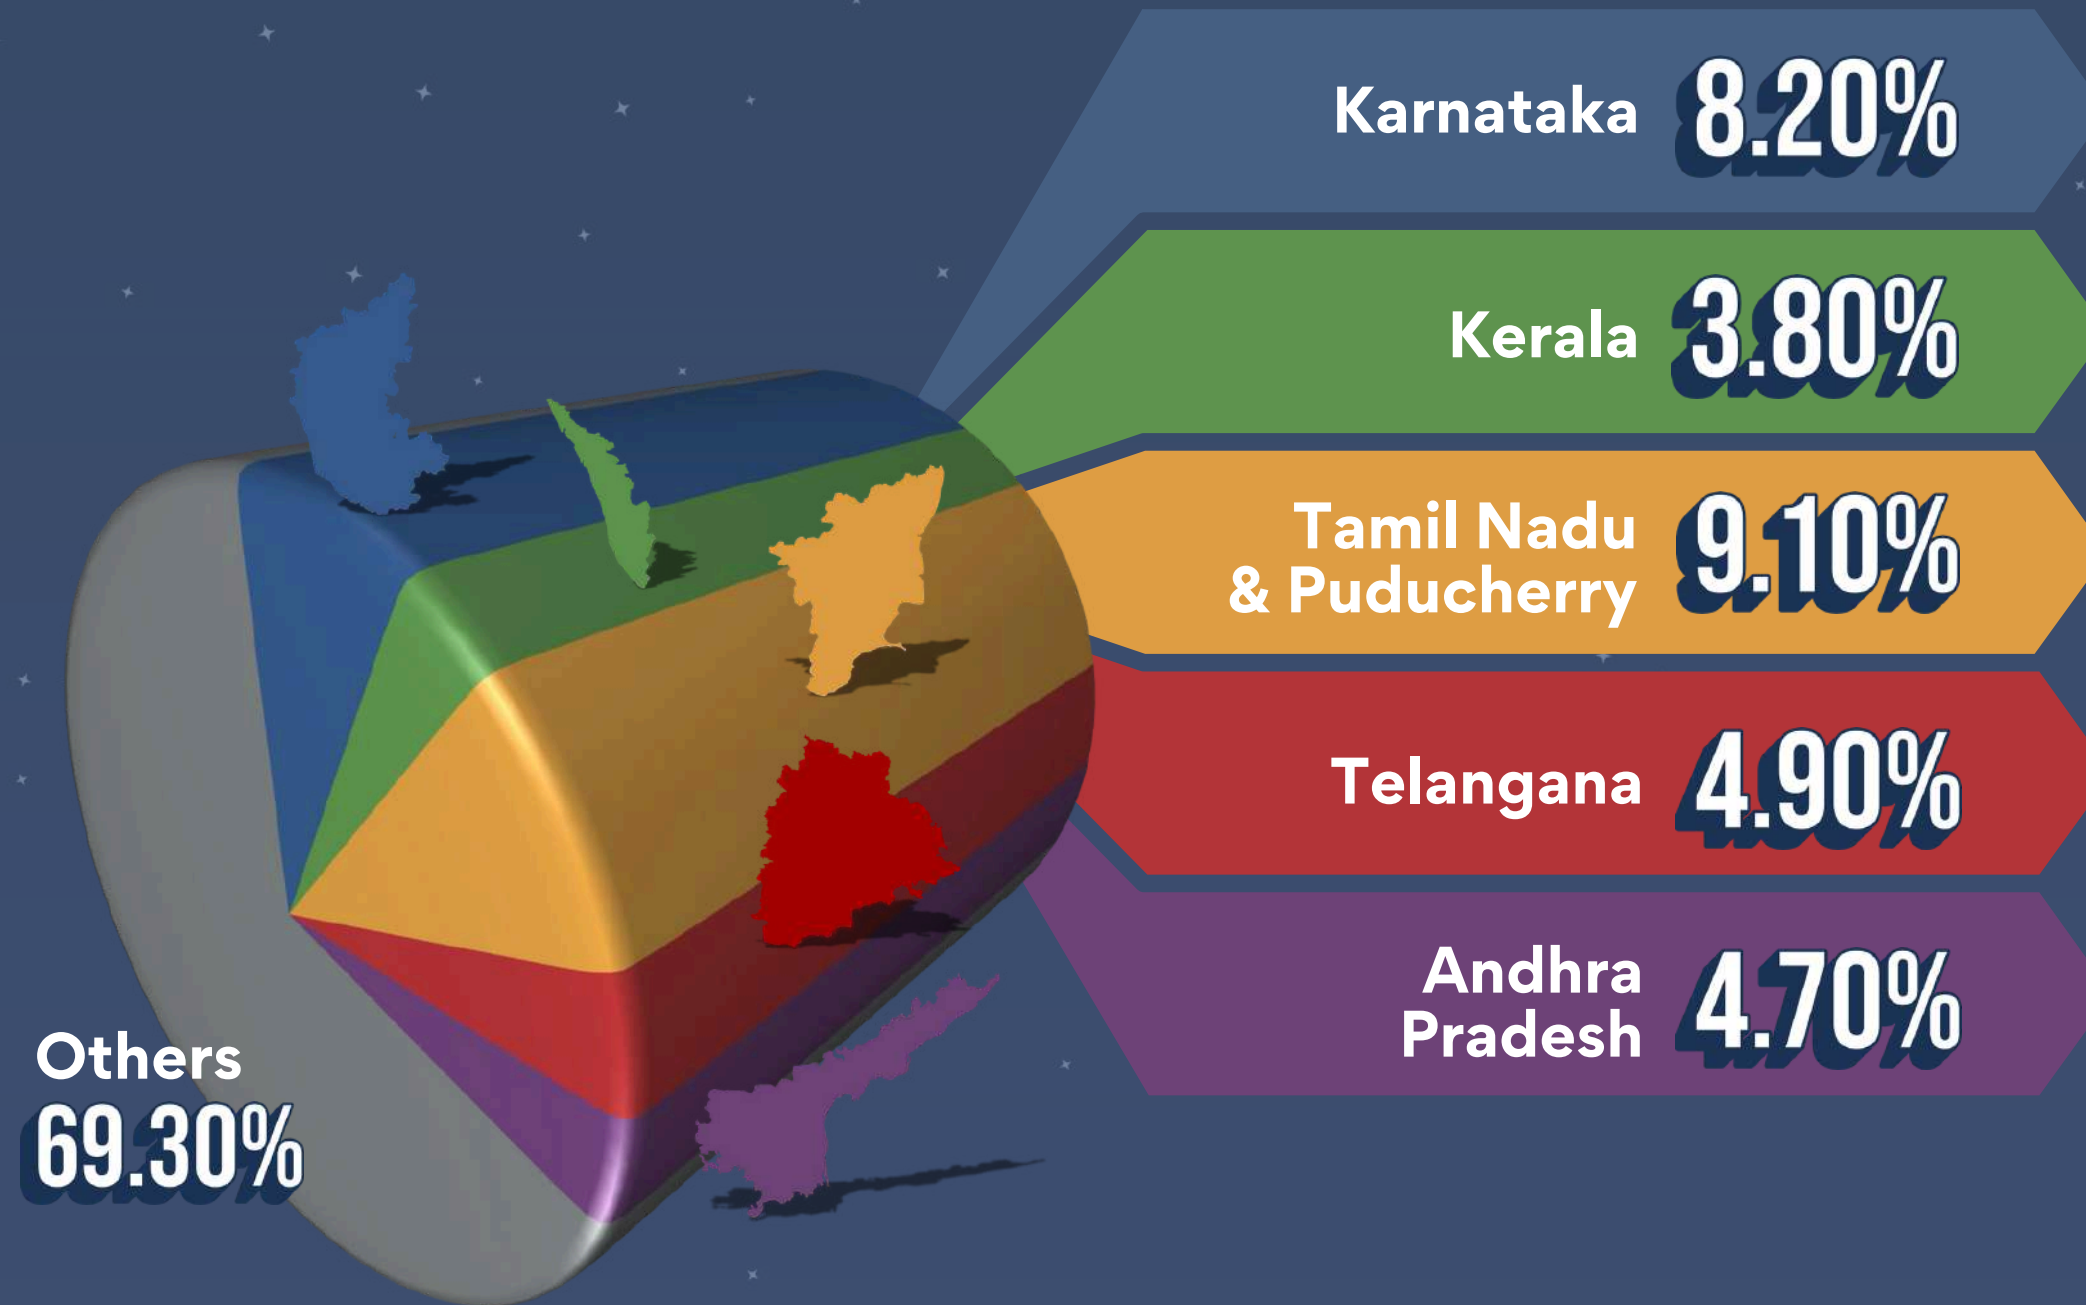 Karnataka 8.20%
Kerala 3.80%
Tamil Nadu
& Puducherry 9.10%
Telangana 4.90%
Andhra
Pradesh 4.70%
Others
69.30%